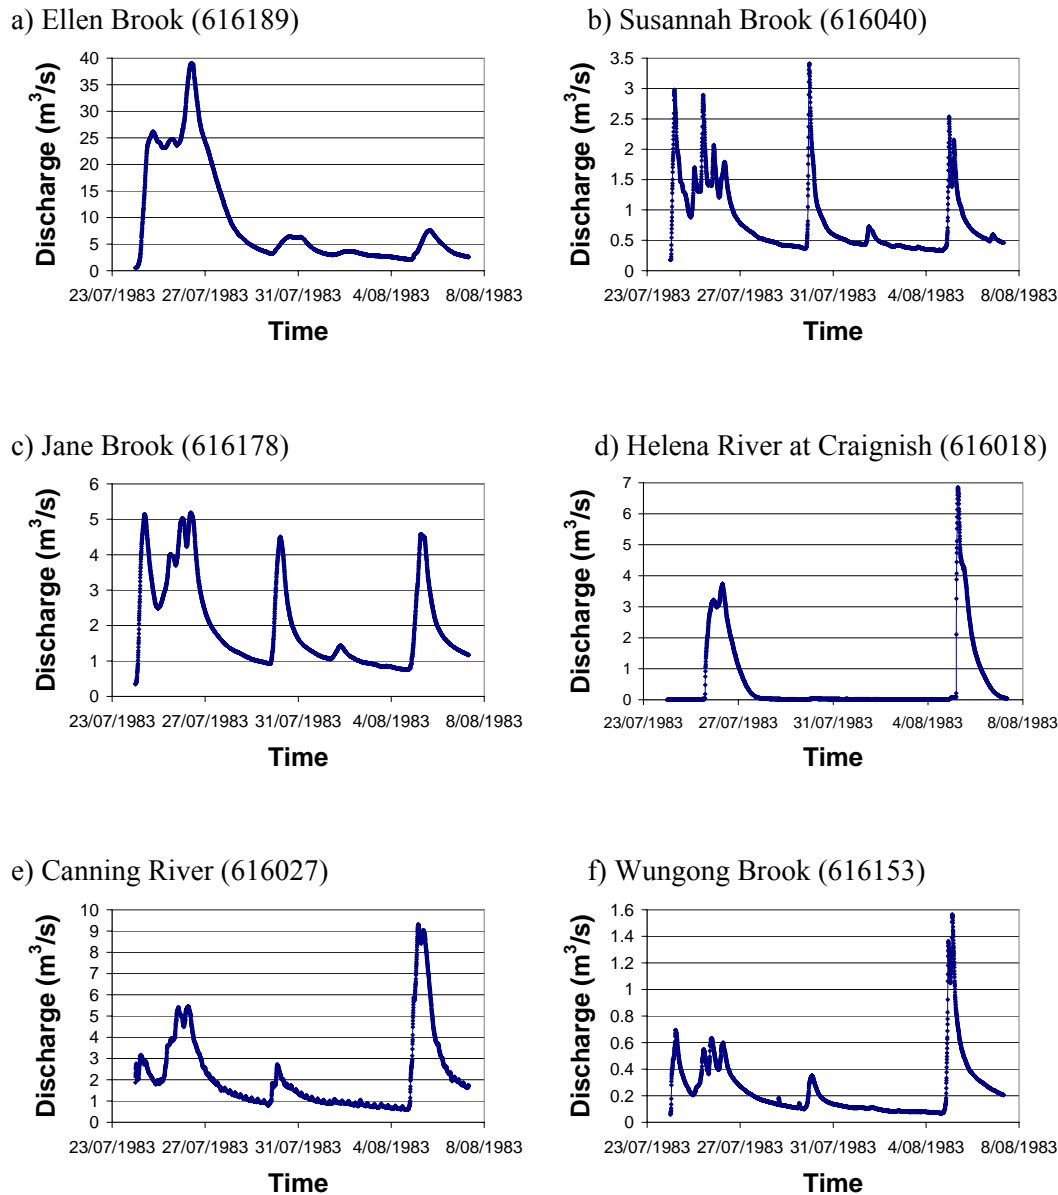 a) Ellen Brook (616189)
Discharge (m³/s)
40
35
30
25
20
15
10
5
0
23/07/1983 27/07/1983 31/07/1983 4/08/1983 8/08/1983
Time
b) Susannah Brook (616040)
Discharge (m³/s)
3.5
3
2.5
2
1.5
1
0.5
0
23/07/1983 27/07/1983 31/07/1983 4/08/1983 8/08/1983
Time
c) Jane Brook (616178)
Discharge (m³/s)
6
5
4
3
2
1
0
23/07/1983 27/07/1983 31/07/1983 4/08/1983 8/08/1983
Time
d) Helena River at Craignish (616018)
Discharge (m³/s)
7
6
5
4
3
2
1
0
23/07/1983 27/07/1983 31/07/1983 4/08/1983 8/08/1983
Time
e) Canning River (616027)
Discharge (m³/s)
10
9
8
7
6
5
4
3
2
1
0
23/07/1983 27/07/1983 31/07/1983 4/08/1983 8/08/1983
Time
f) Wungong Brook (616153)
Discharge (m³/s)
1.6
1.4
1.2
1
0.8
0.6
0.4
0.2
0
23/07/1983 27/07/1983 31/07/1983 4/08/1983 8/08/1983
Time